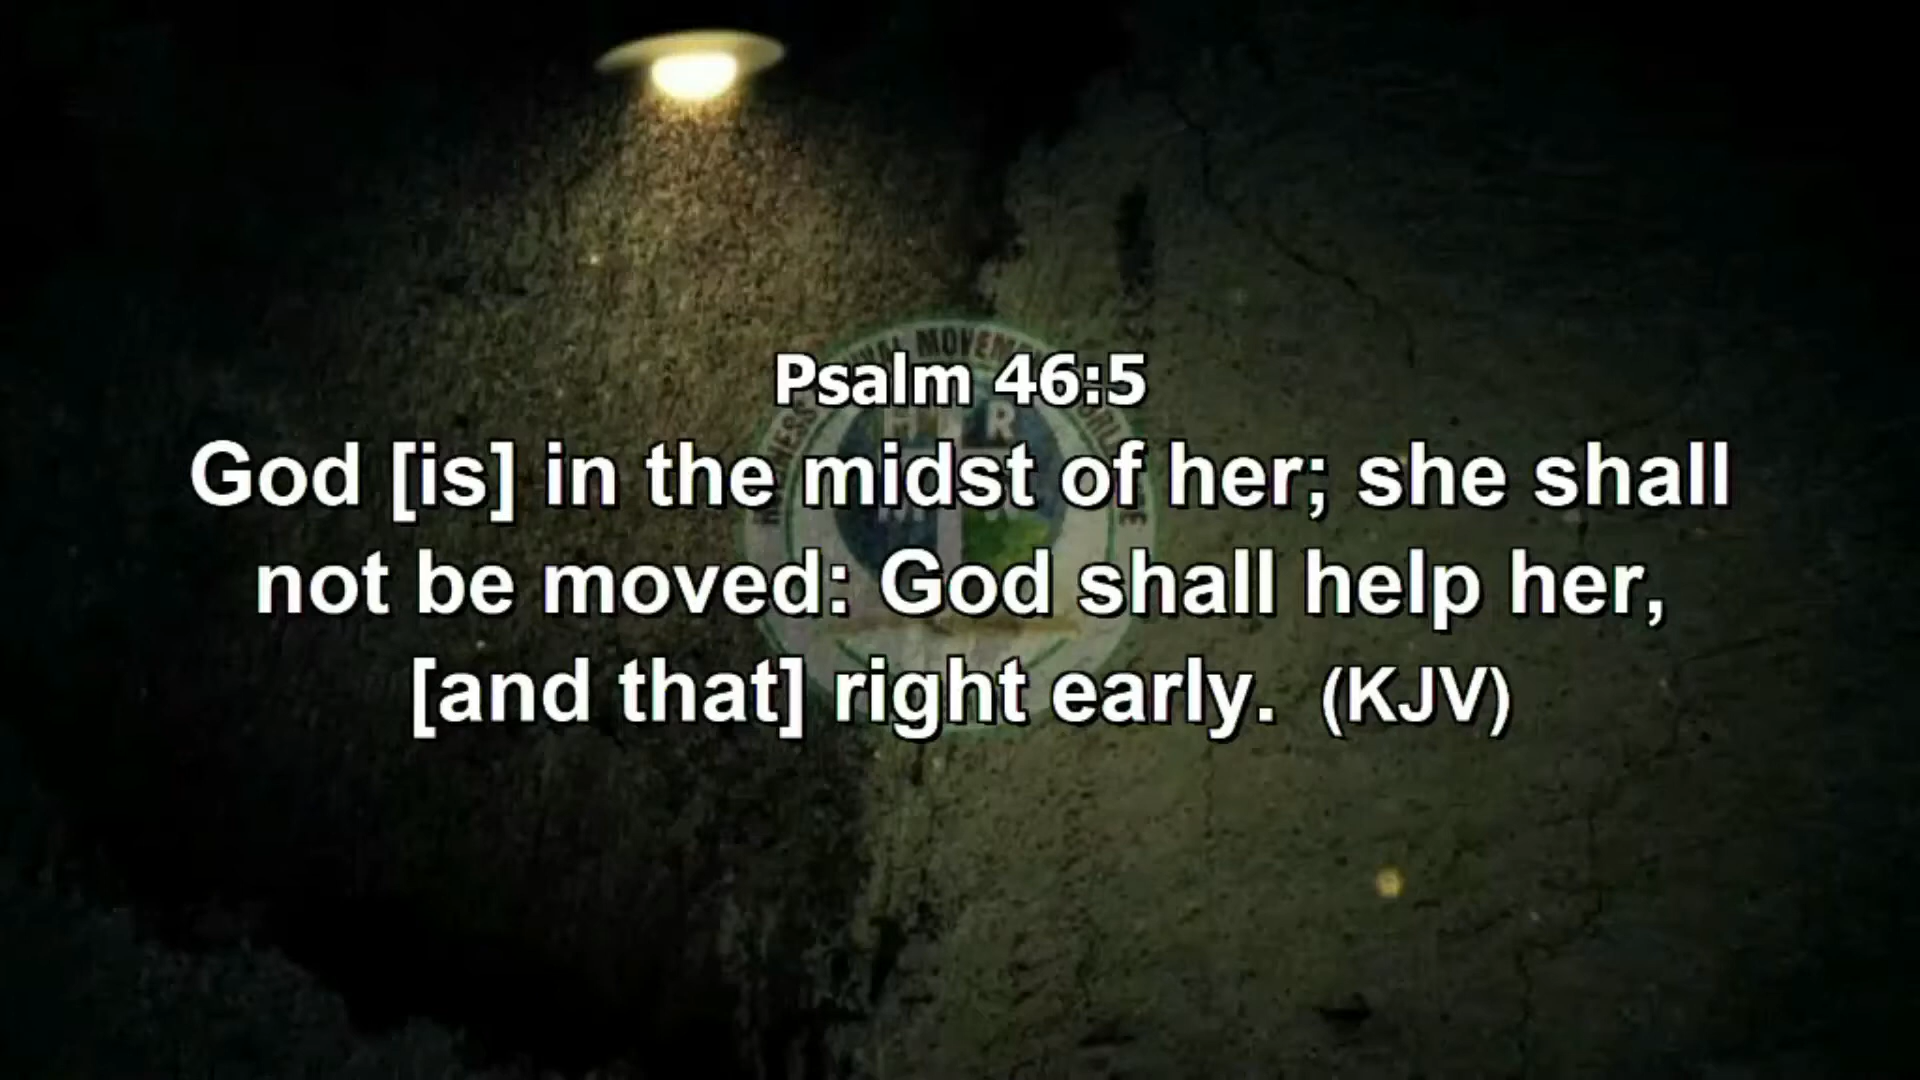 Psalm 46:5
God [is] in the midst of her; she shall
not be moved: God shall help her,
[and that] right early. (KJV)